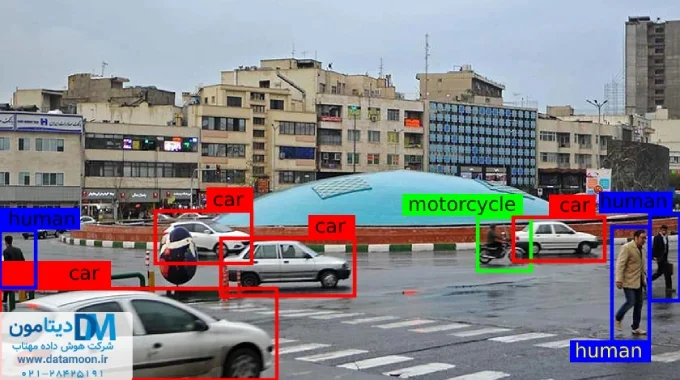 human
car
motorcycle
car
human
human
car
car
human
DM دیتامون
شرکت هوش داده مهتاب
www.datamoon.ir
۰۲۱-۲۸۴۲۵۱۹۱